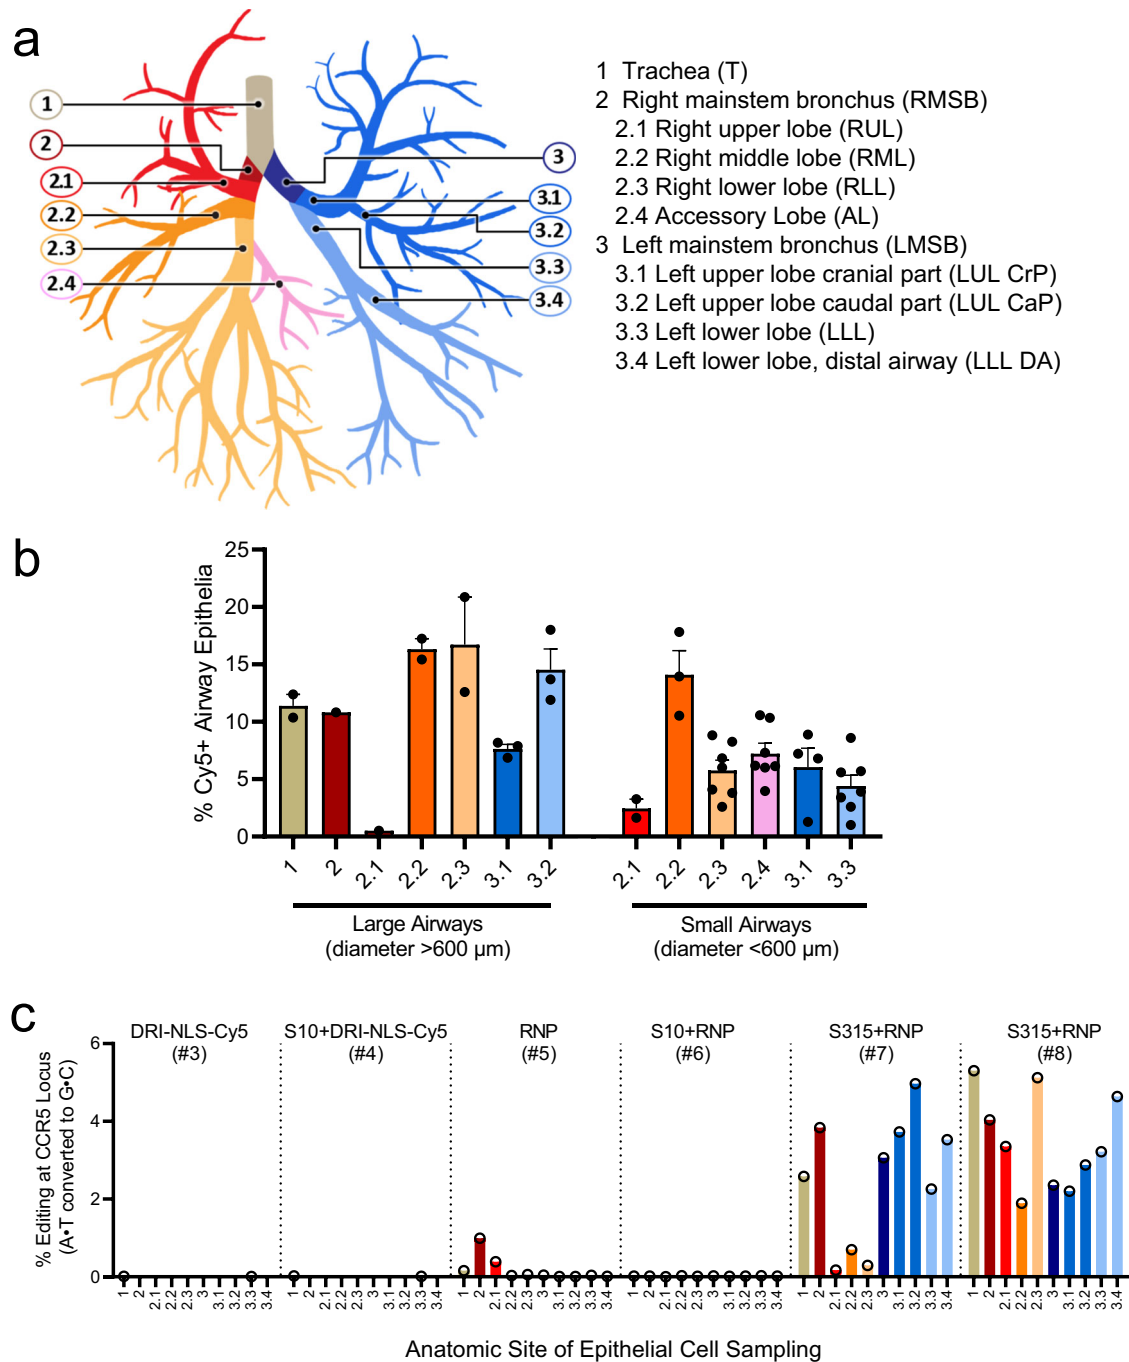 a
1
2
2.1
2.2
2.3
2.4
3
3.1
3.2
3.3
3.4
1 Trachea (T)
2 Right mainstem bronchus (RMSB)
2.1 Right upper lobe (RUL)
2.2 Right middle lobe (RML)
2.3 Right lower lobe (RLL)
2.4 Accessory Lobe (AL)
3 Left mainstem bronchus (LMSB)
3.1 Left upper lobe cranial part (LUL CrP)
3.2 Left upper lobe caudal part (LUL CaP)
3.3 Left lower lobe (LLL)
3.4 Left lower lobe, distal airway (LLL DA)
b
% Cy5+ Airway Epithelia
25
20
15
10
5
0
1 2 2.1 2.2 2.3 3.1 3.2 2.1 2.2 2.3 2.4 3.1 3.3
Large Airways
(diameter >600 µm)
Small Airways
(diameter <600 µm)
c
% Editing at CCR5 Locus
(A•T converted to G•C)
6
4
2
0
DRI-NLS-Cy5
(#3)
S10+DRI-NLS-Cy5
(#4)
RNP
(#5)
S10+RNP
(#6)
S315+RNP
(#7)
S315+RNP
(#8)
1 2 2.1 2.2 2.3 3 3.1 3.2 3.3 3.4 1 2 2.1 2.2 2.3 3 3.1 3.2 3.3 3.4 1 2 2.1 2.2 2.3 3 3.1 3.2 3.3 3.4 1 2 2.1 2.2 2.3 3 3.1 3.2 3.3 3.4 1 2 2.1 2.2 2.3 3 3.1 3.2 3.3 3.4 1 2 2.1 2.2 2.3 3 3.1 3.2 3.3 3.4
Anatomic Site of Epithelial Cell Sampling